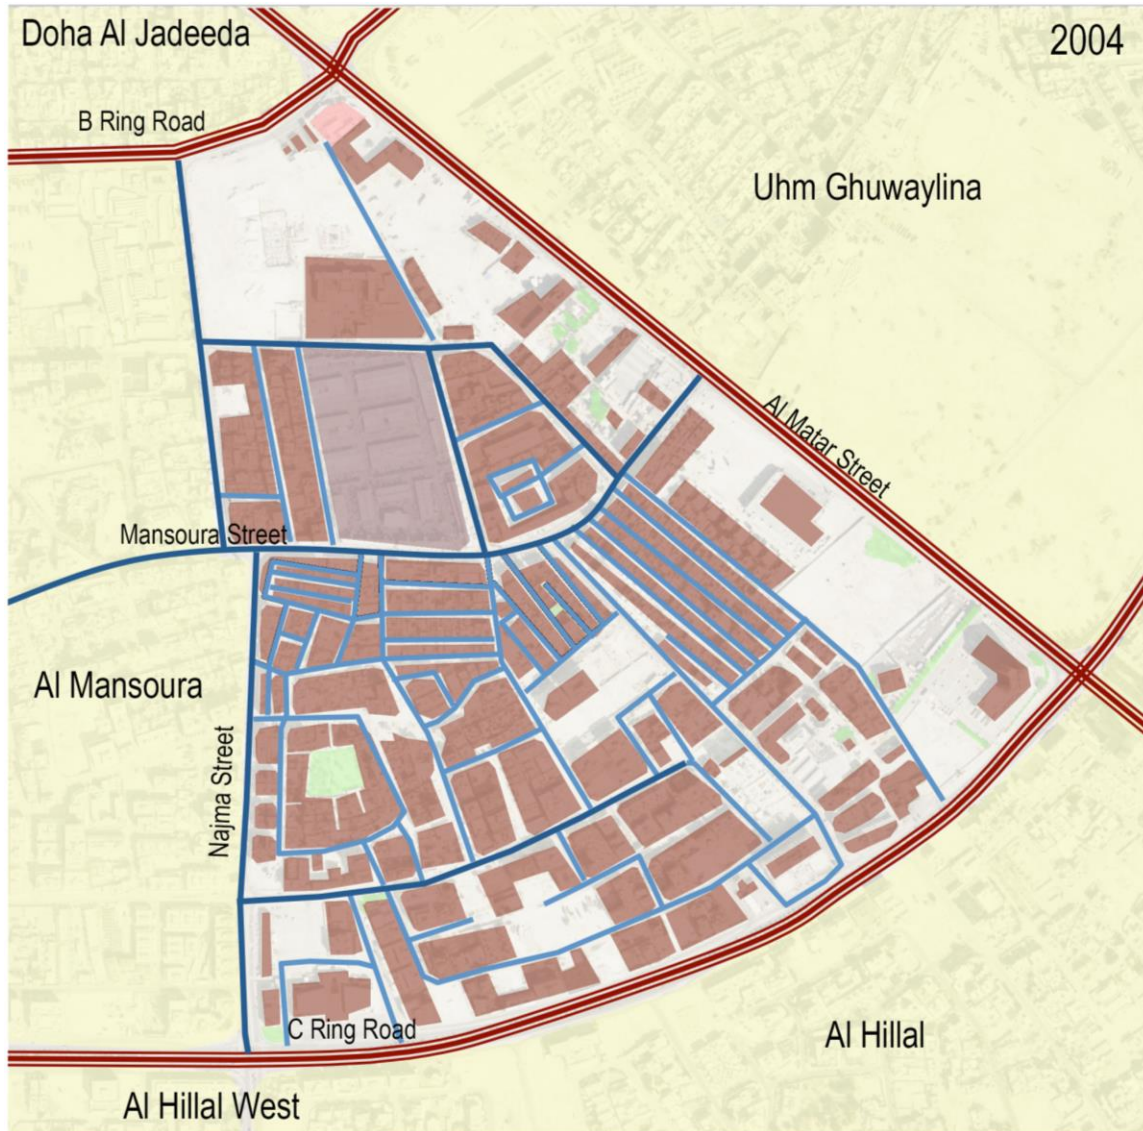 Doha Al Jadeeda
2004
B Ring Road
Uhm Ghuwaylina
Al Matar Street
Mansoura Street
Al Mansoura
Najma Street
C Ring Road
Al Hillal
Al Hillal West